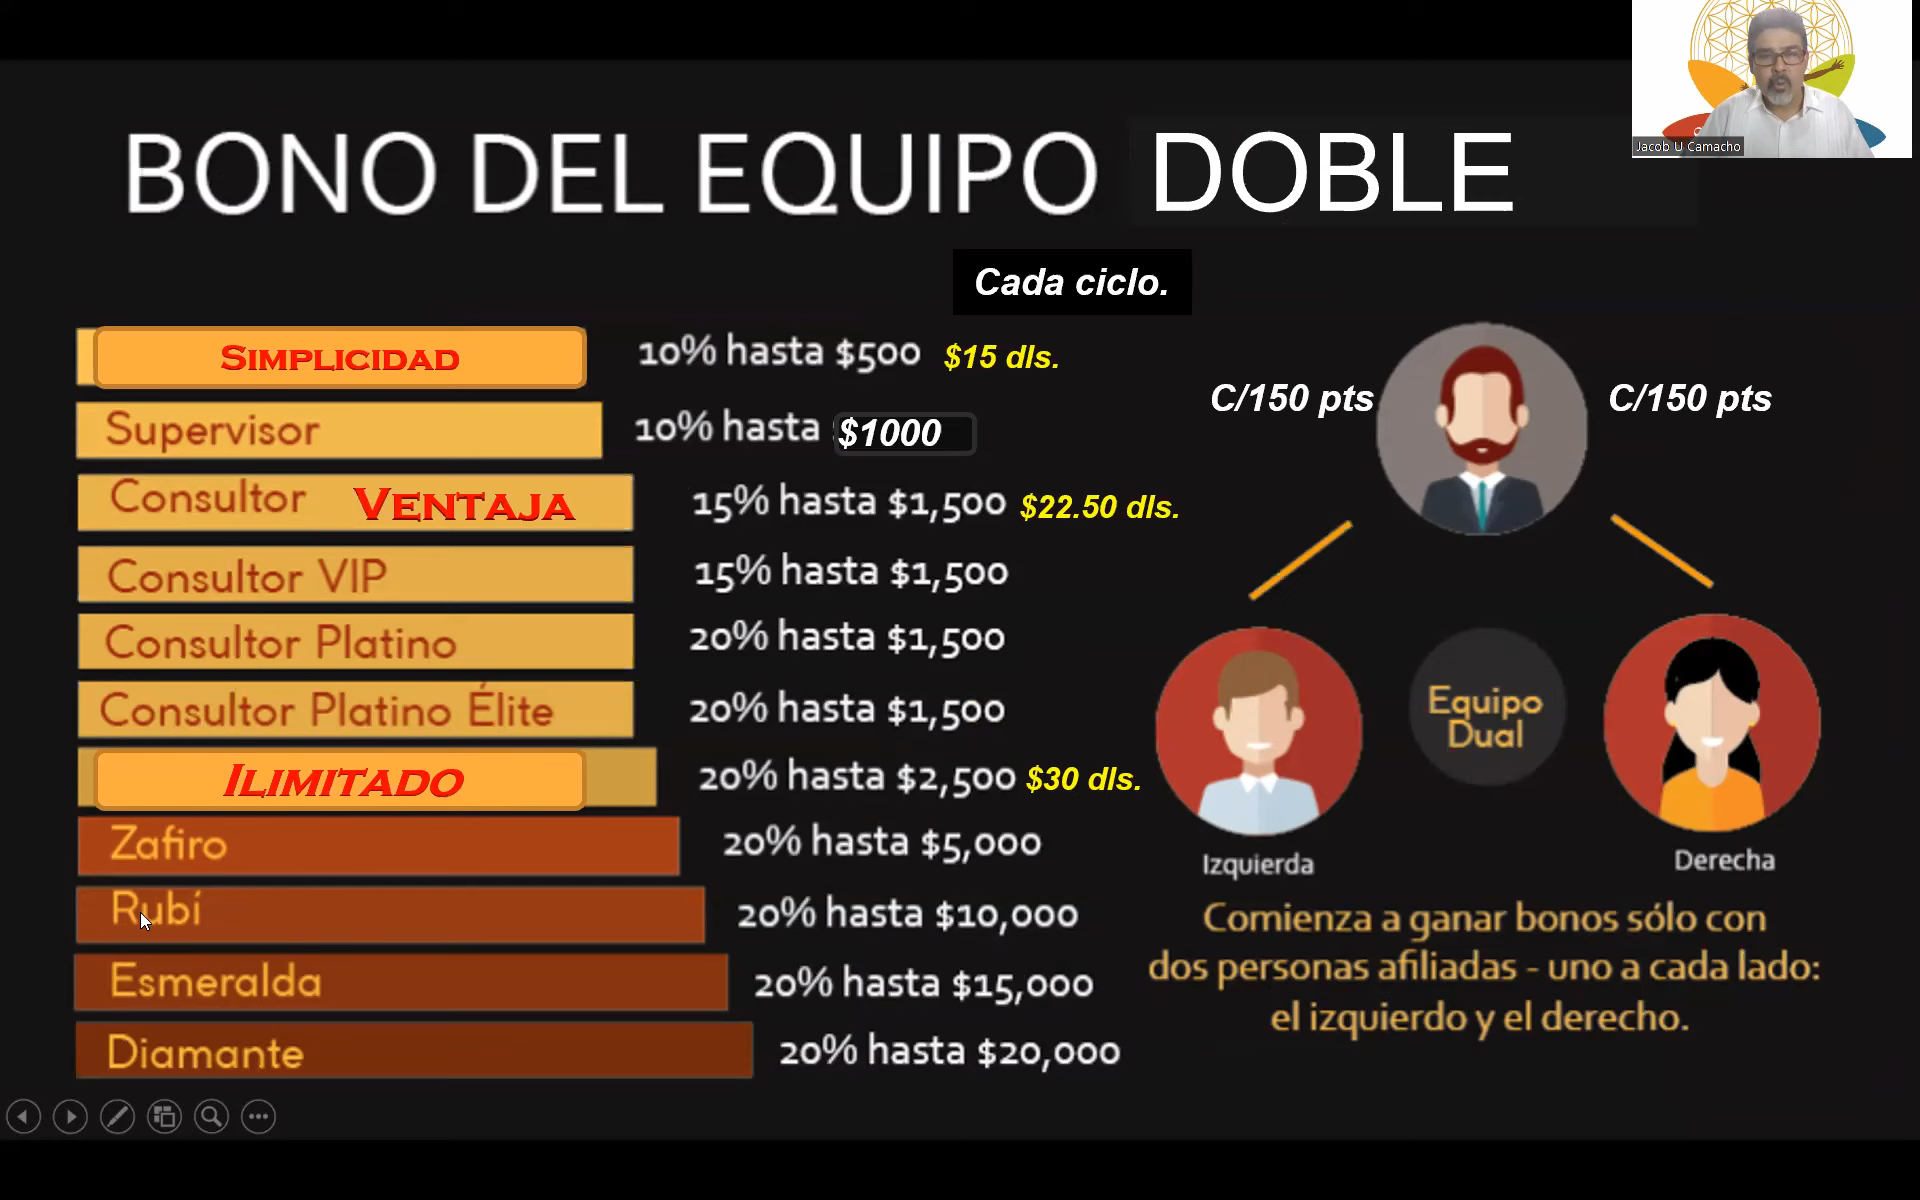 Jacob U Camacho
BONO DEL EQUIPO DOBLE
Cada ciclo.
SIMPLICIDAD 10% hasta $500 $15 dls.
Supervisor 10% hasta $1000
Consultor VENTAJA 15% hasta $1,500 $22.50 dls.
Consultor VIP 15% hasta $1,500
Consultor Platino 20% hasta $1,500
Consultor Platino Élite 20% hasta $1,500
ILIMITADO 20% hasta $2,500 $30 dls.
Zafiro 20% hasta $5,000
Rubí 20% hasta $10,000
Esmeralda 20% hasta $15,000
Diamante 20% hasta $20,000
C/150 pts C/150 pts
Equipo
Dual
Izquierda Derecha
Comienza a ganar bonos sólo con
dos personas afiliadas - uno a cada lado:
el izquierdo y el derecho.